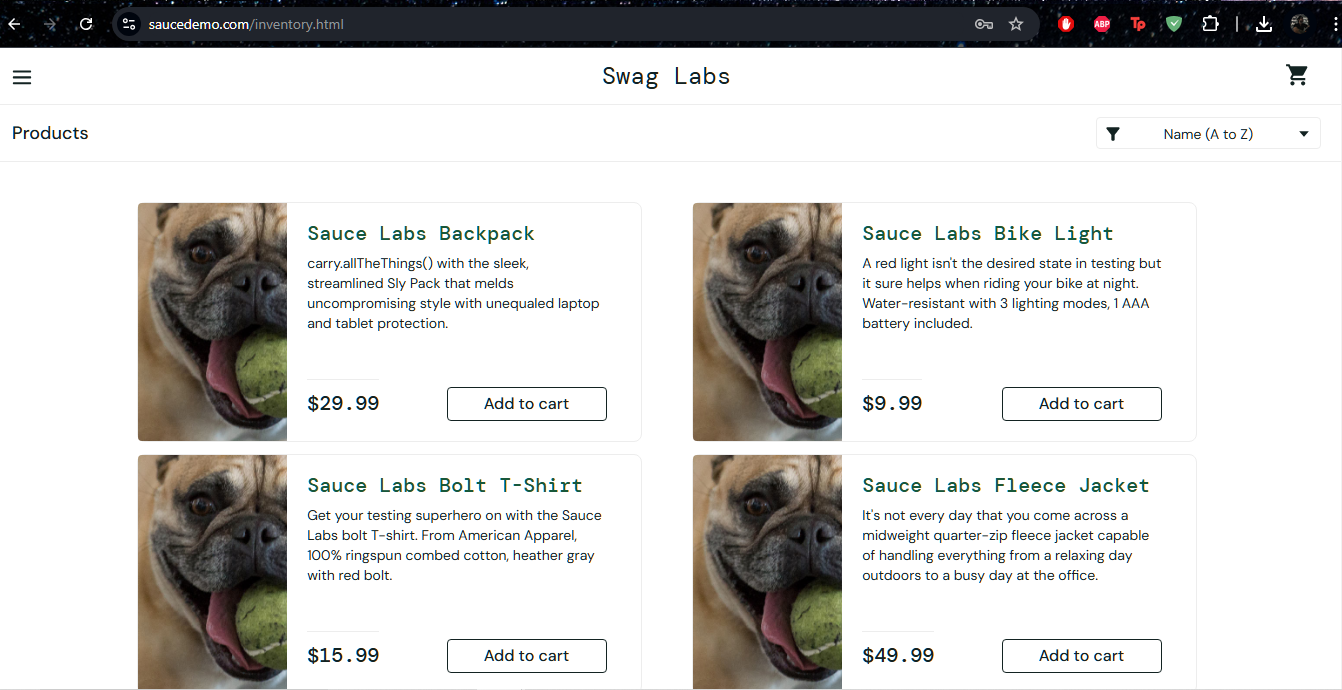 saucedemo.com/inventory.html
ABP
Tp
Swag Labs
Products
Name (A to Z)
Sauce Labs Backpack
carry.allTheThings() with the sleek,
streamlined Sly Pack that melds
uncompromising style with unequaled laptop
and tablet protection.
$29.99
Add to cart
Sauce Labs Bike Light
A red light isn't the desired state in testing but
it sure helps when riding your bike at night.
Water-resistant with 3 lighting modes, 1 AAA
battery included.
$9.99
Add to cart
Sauce Labs Bolt T-Shirt
Get your testing superhero on with the Sauce
Labs bolt T-shirt. From American Apparel,
100% ringspun combed cotton, heather gray
with red bolt.
$15.99
Add to cart
Sauce Labs Fleece Jacket
It's not every day that you come across a
midweight quarter-zip fleece jacket capable
of handling everything from a relaxing day
outdoors to a busy day at the office.
$49.99
Add to cart